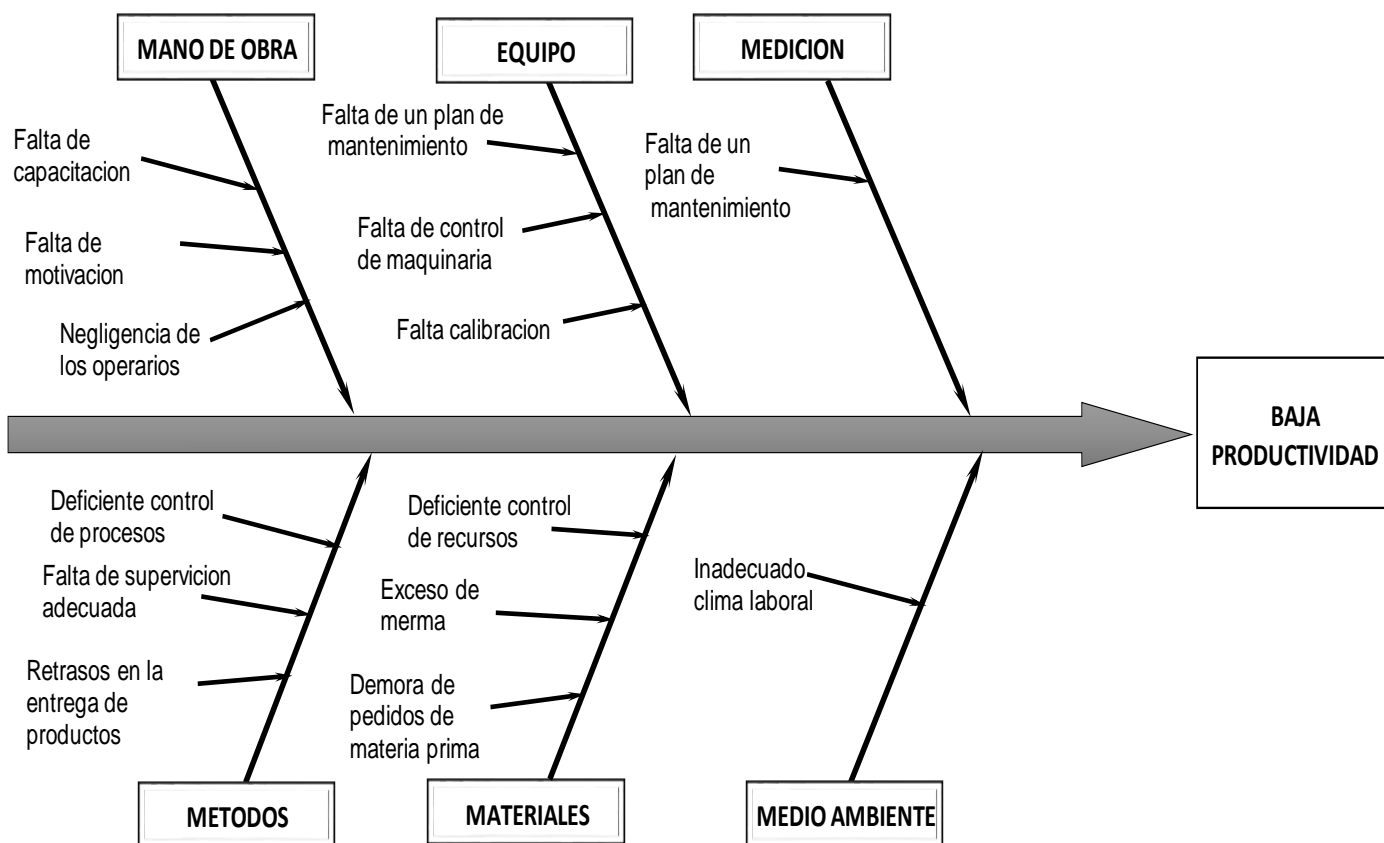 MANO DE OBRA
EQUIPO
MEDICION
Falta de
capacitacion
Falta de
motivacion
Negligencia de
los operarios
Falta de un plan de
mantenimiento
Falta de control
de maquinaria
Falta calibracion
Falta de un
plan de
mantenimiento
BAJA
PRODUCTIVIDAD
Deficiente control
de procesos
Falta de supervicion
adecuada
Retrasos en la
entrega de
productos
Deficiente control
de recursos
Exceso de
merma
Demora de
pedidos de
materia prima
Inadecuado
clima laboral
METODOS
MATERIALES
MEDIO AMBIENTE